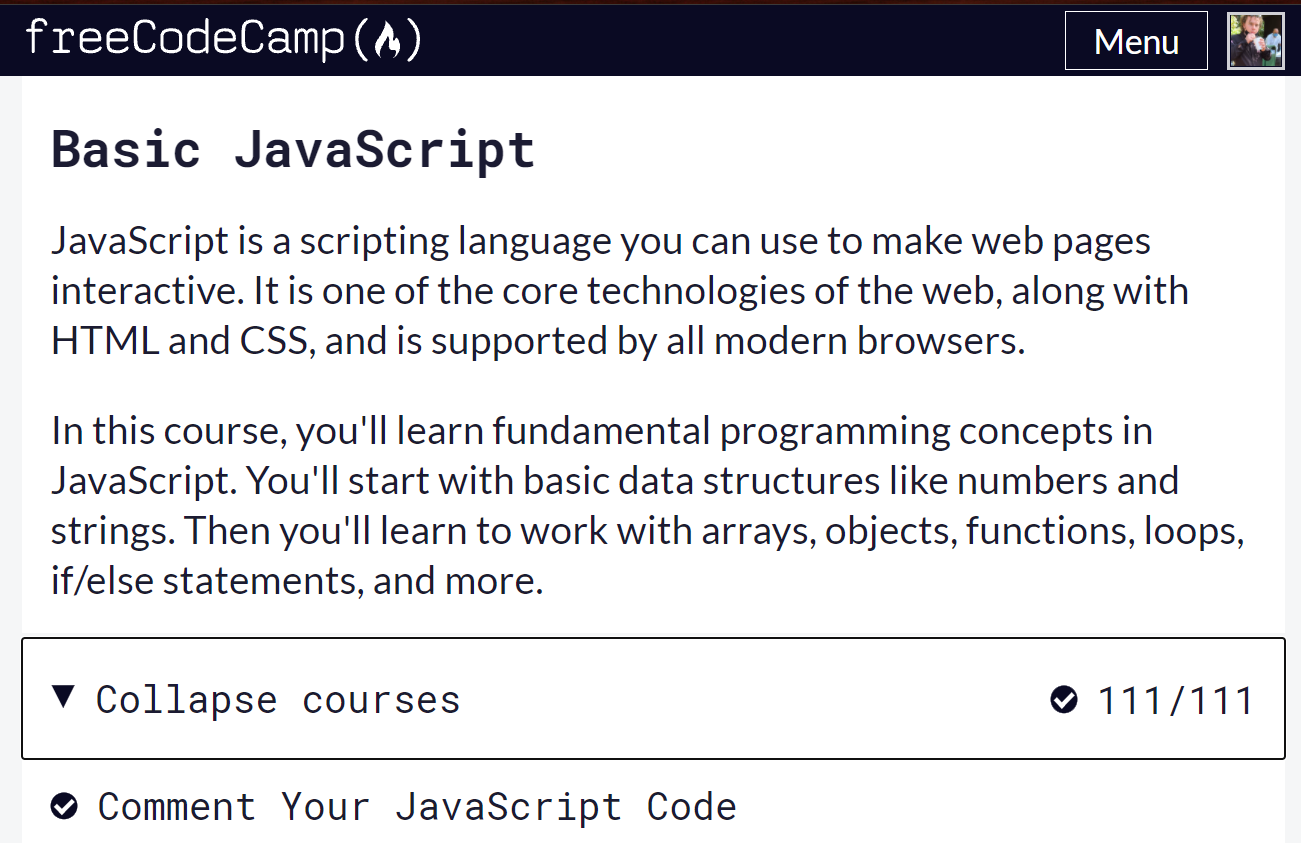 freeCodeCamp
Menu
Basic JavaScript
JavaScript is a scripting language you can use to make web pages
interactive. It is one of the core technologies of the web, along with
HTML and CSS, and is supported by all modern browsers.
In this course, you'll learn fundamental programming concepts in
JavaScript. You'll start with basic data structures like numbers and
strings. Then you'll learn to work with arrays, objects, functions, loops,
if/else statements, and more.
Collapse courses 111/111
Comment Your JavaScript Code